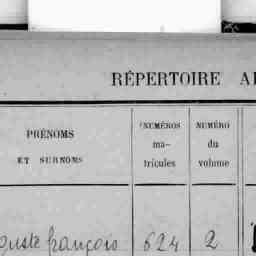 RÉPERTOIRE
PRÉNOMS
ET SURNOMS
NUMÉROS
ma-
tricules
NUMÉRO
du
volume
françois 624 2